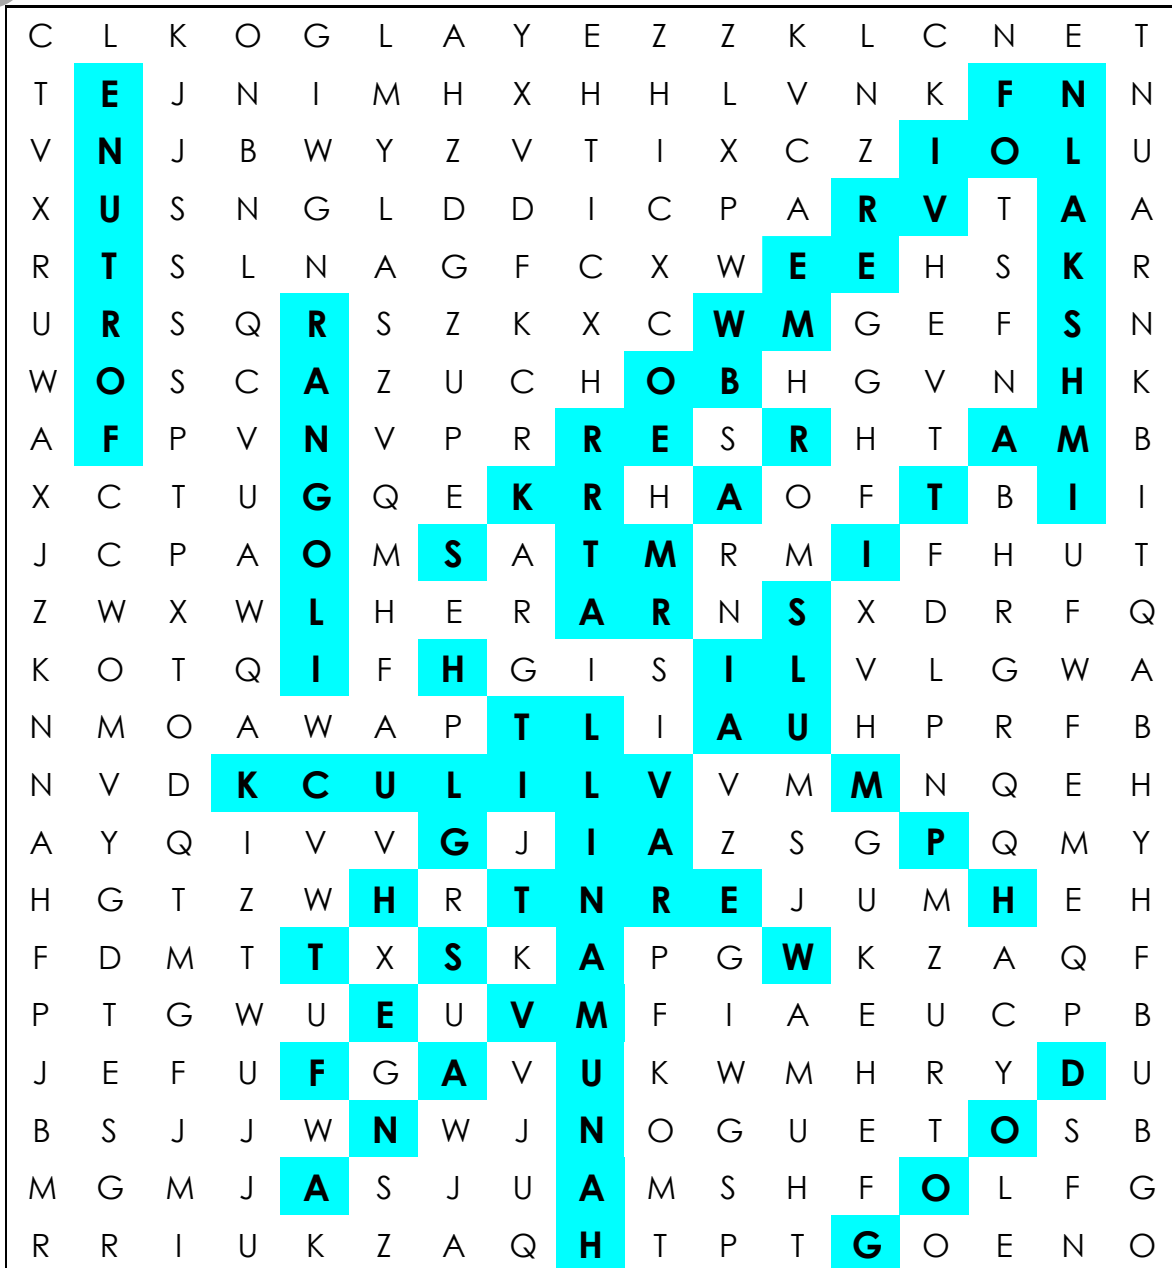 C L K O G L A Y E Z Z K L C N E T
T E J N I M H X H H L V N K F N N
V N J B W Y Z V T I X C Z I O L U
X U S N G L D D I C P A R V T A A
R T S L N A G F C X W E E H S K R
U R S Q R S Z K X C W M G E F S N
W O S C A Z U C H O B H G V N H K
A F P V N V P R R E S R H T A M B
X C T U G Q E K R H A O F T B I I
J C P A O M S A T M R M I F H U T
Z W X W L H E R A R N S X D R F Q
K O T Q I F H G I S I L V L G W A
N M O A W A P T L I A U H P R F B
N V D K C U L I L V V M M N Q E H
A Y Q I V V G J I A Z S G P Q M Y
H G T Z W H R T N R E J U M H E H
F D M T T X S K A P G W K Z A Q F
P T G W U E U V M F I A E U C P B
J E F U F G A V U K W M H R Y D U
B S J J W N W J N O G U E T O S B
M G M J A S J U A M S H F O L F G
R R I U K Z A Q H T P T G O E N O